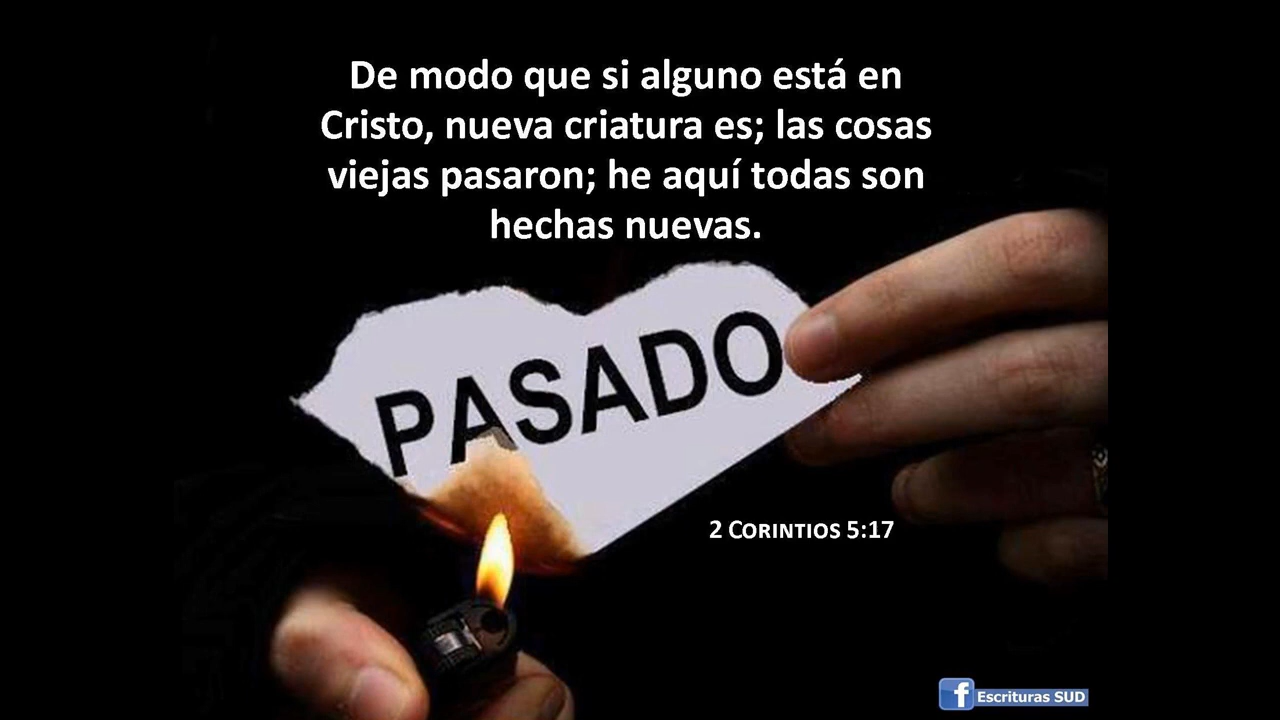 De modo que si alguno está en
Cristo, nueva criatura es; las cosas
viejas pasaron; he aquí todas son
hechas nuevas.
PASADO
2 Corintios 5:17
f Escrituras SUD